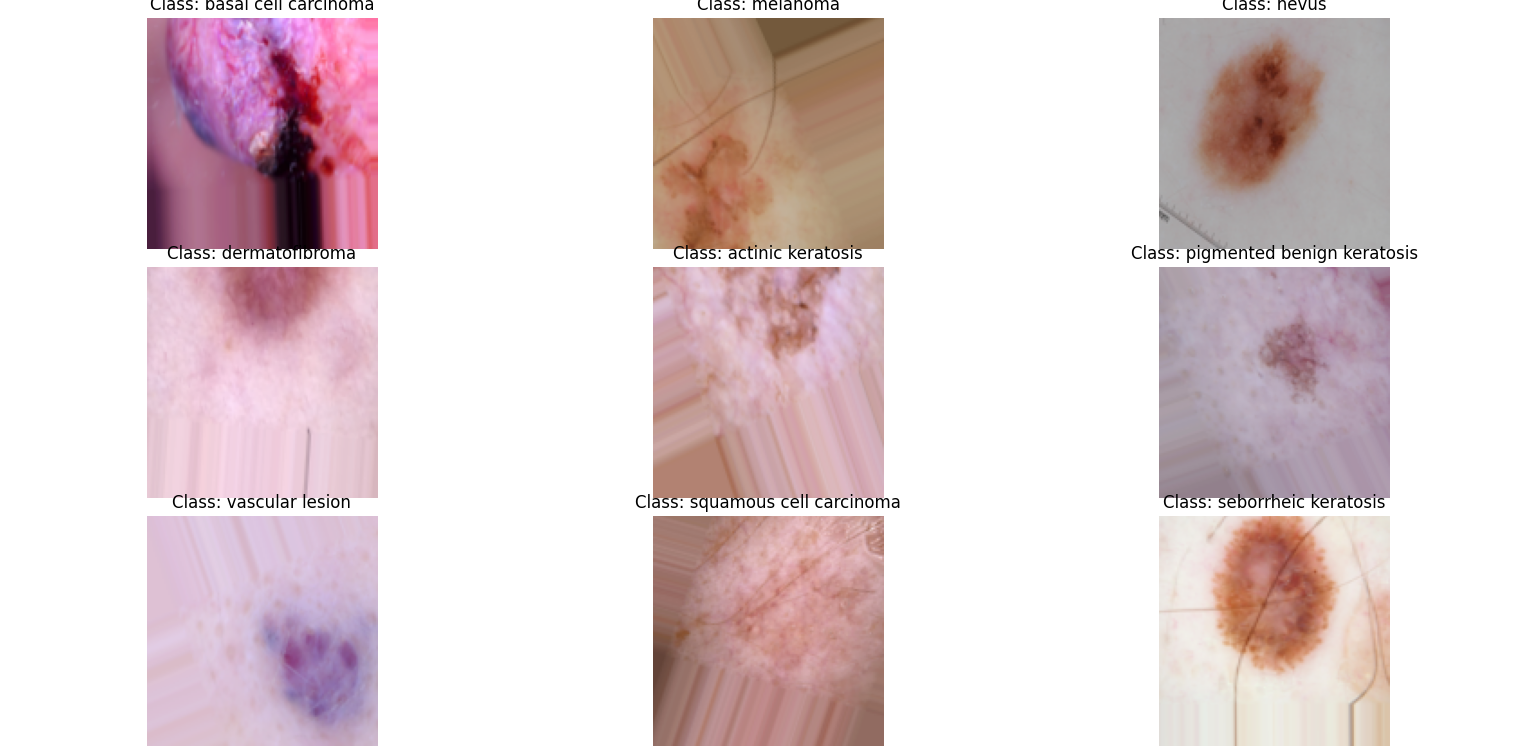 Class: basal cell carcinoma
Class: melanoma
Class: nevus
Class: dermatofibroma
Class: actinic keratosis
Class: pigmented benign keratosis
Class: vascular lesion
Class: squamous cell carcinoma
Class: seborrheic keratosis